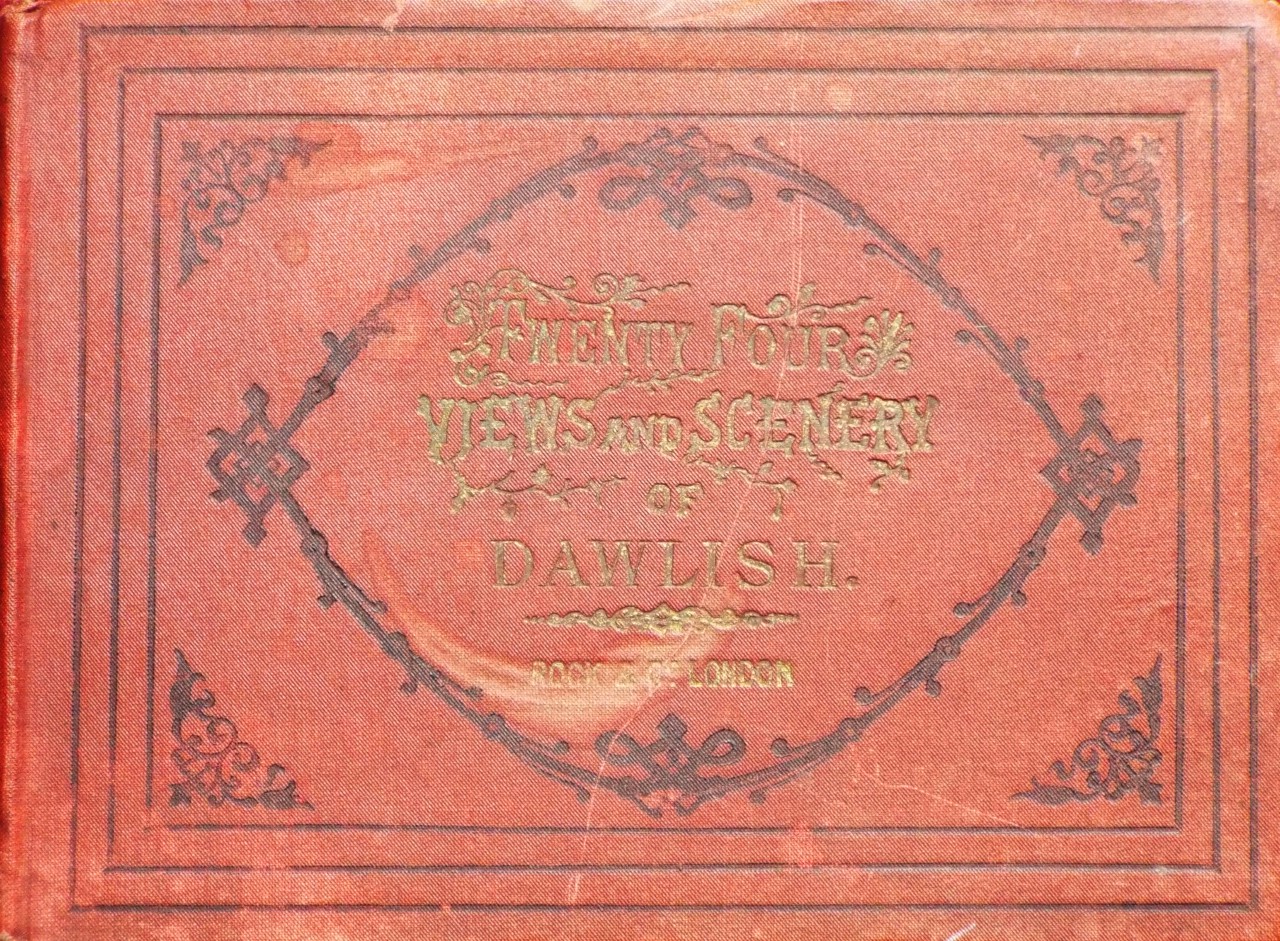 TWENTY FOUR
VIEWS AND SCENERY
OF
DAWLISH.
ROCK & Co LONDON